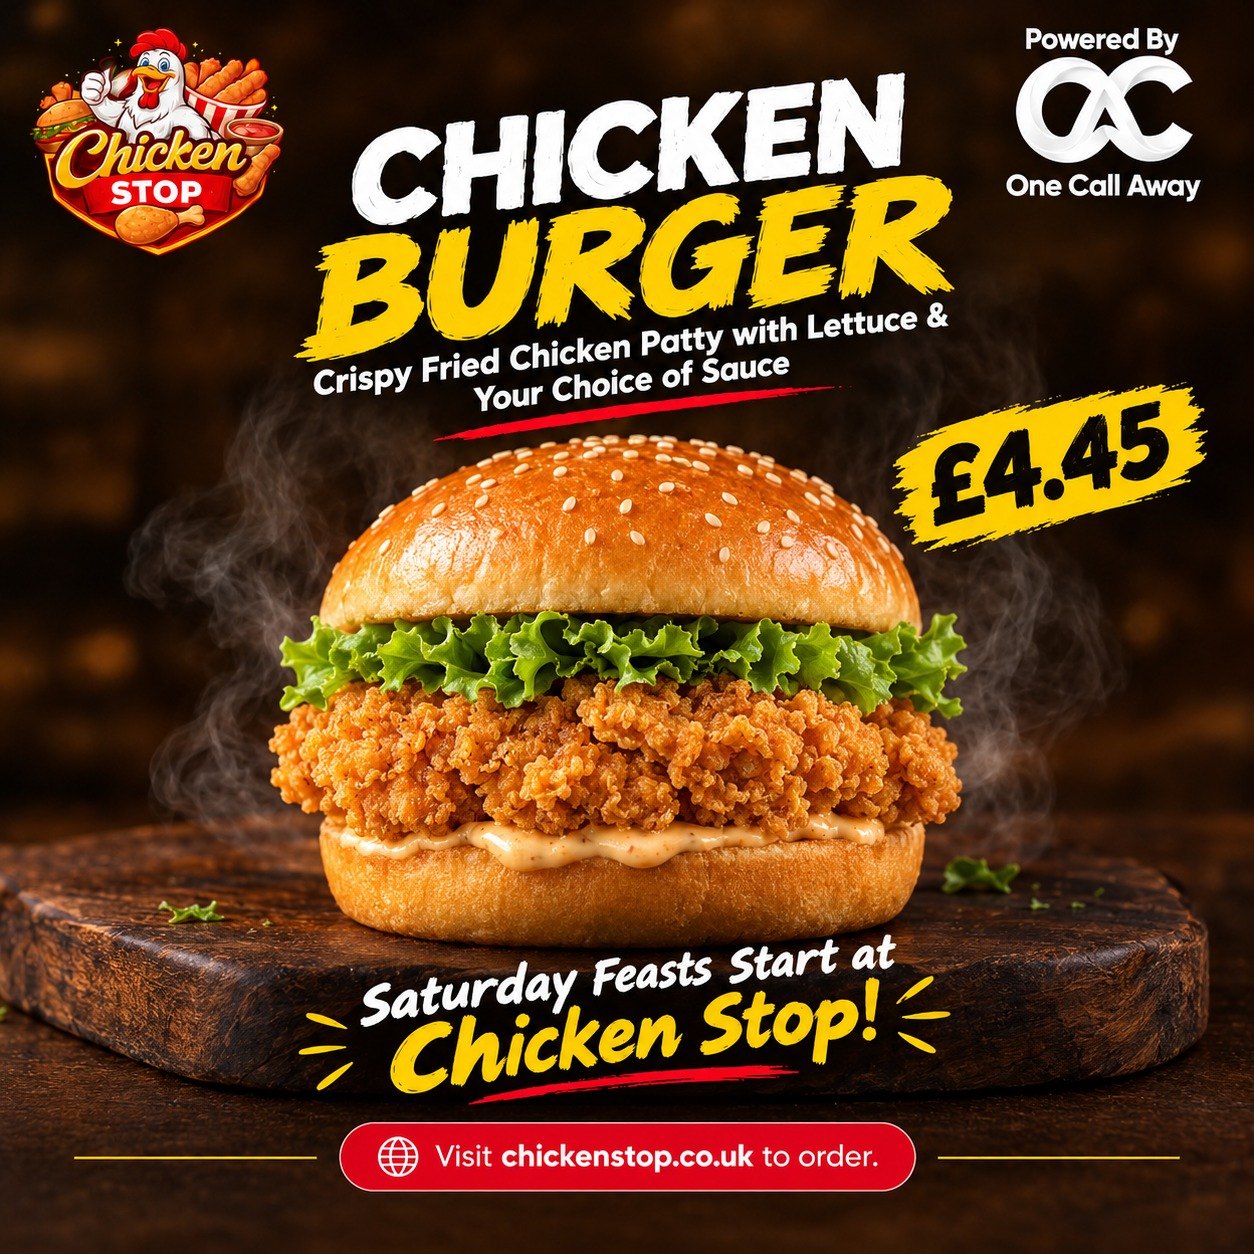 Chicken
STOP
Powered By
OAC
One Call Away
CHICKEN
BURGER
Crispy Fried Chicken Patty with Lettuce &
Your Choice of Sauce
£4.45
Saturday Feasts Start at
Chicken Stop!
Visit chickenstop.co.uk to order.